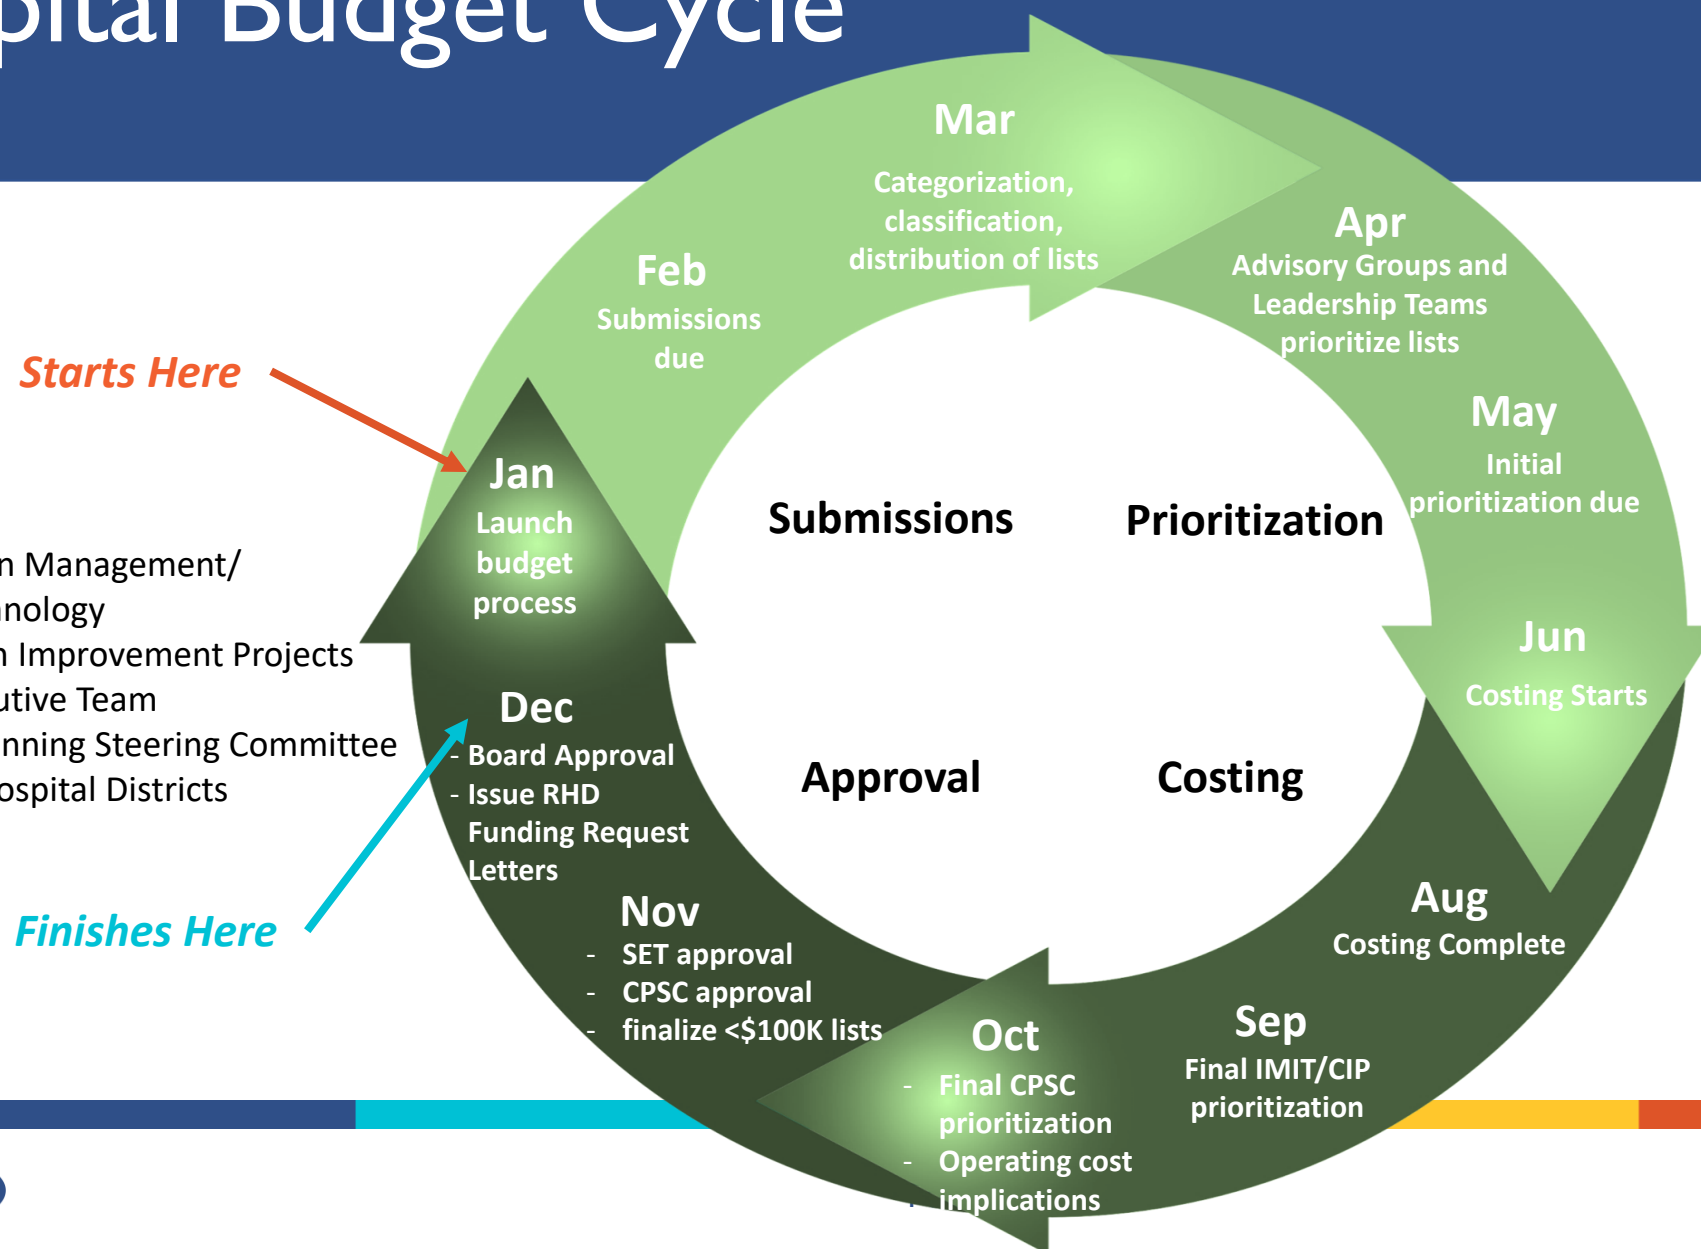 pital Budget Cycle
Mar
Categorization,
classification,
distribution of lists
Apr
Advisory Groups and
Leadership Teams
prioritize lists
Feb
Submissions
due
Starts Here
May
Initial
prioritization due
Jan
Launch
budget
process
Submissions
Prioritization
n Management/
nnology
n Improvement Projects
utive Team
nning Steering Committee
ospital Districts
Jun
Costing Starts
Dec
- Board Approval
- Issue RHD
Funding Request
Letters
Approval
Costing
Finishes Here
Nov
- SET approval
- CPSC approval
- finalize <$100K lists
Aug
Costing Complete
Sep
Final IMIT/CIP
prioritization
Oct
- Final CPSC
prioritization
- Operating cost
implications